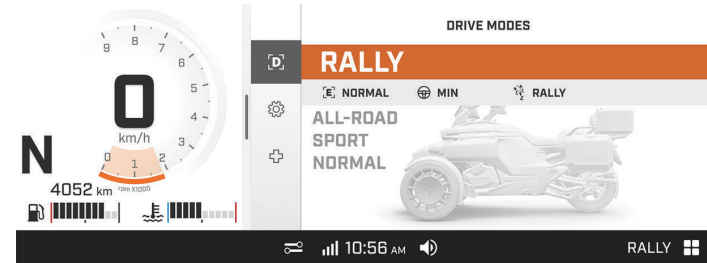 DRIVE MODES
9
8
7
6
5
4
3
2
1
0
0
km/h
N
rpm X1000
4052 km
[D]
RALLY
[E] NORMAL
MIN
RALLY
ALL-ROAD
SPORT
NORMAL
10:56 AM
RALLY